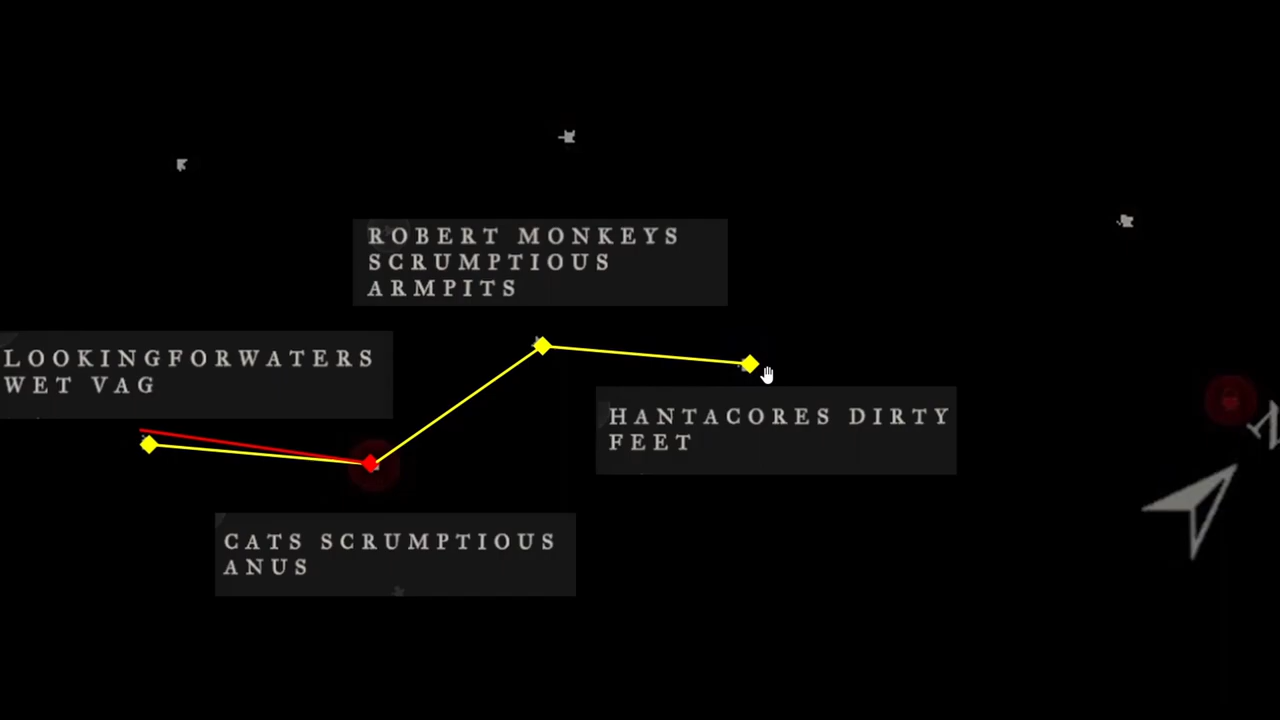 ROBERT MONKEYS
SCRUMPTIOUS
ARMPITS
LOOKINGFORWATERS
WET VAG
HANTACORES DIRTY
FEET
CATS SCRUMPTIOUS
ANUS